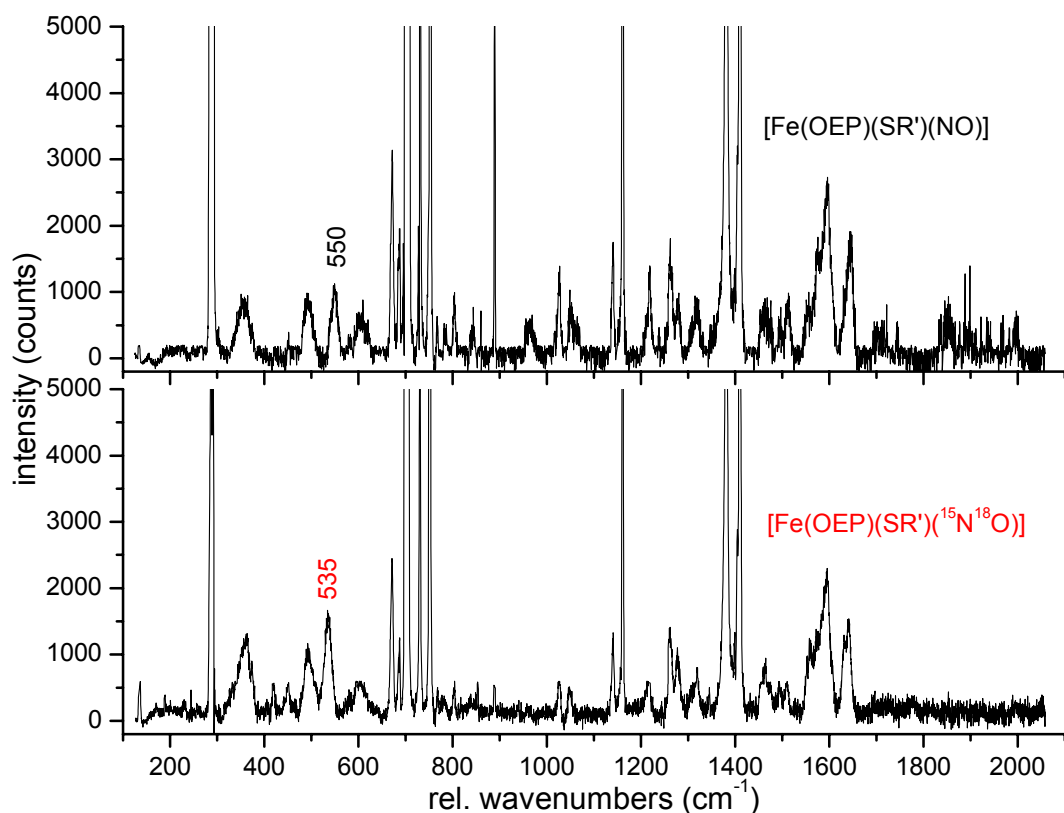 5000
4000
3000
2000
1000
0
[Fe(OEP)(SR')(NO)]
550
5000
4000
3000
2000
1000
0
[Fe(OEP)(SR')(¹⁵N¹⁸O)]
535
intensity (counts)
200 400 600 800 1000 1200 1400 1600 1800 2000
rel. wavenumbers (cm⁻¹)